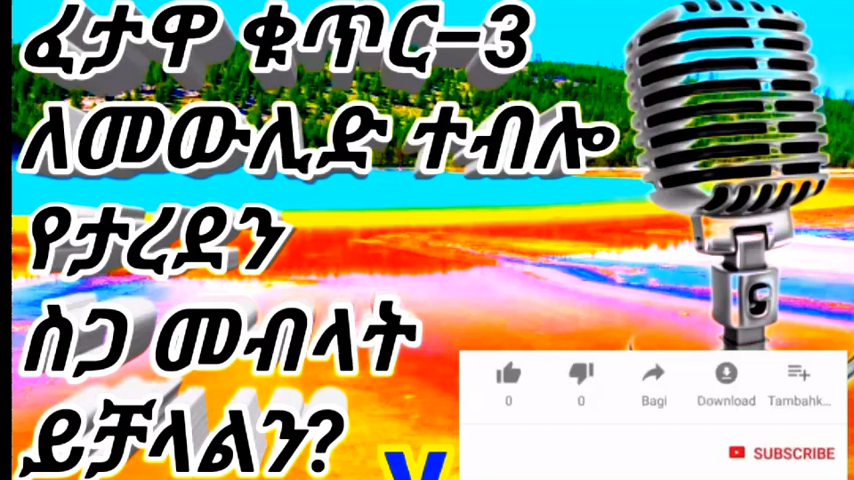 ፈታዋ ቁጥር-3
ለመውሊድ ተብሎ
የታረደን
ስጋ መብላት
ይቻላልን?
0 0 Bagi Download Tambahk...
SUBSCRIBE